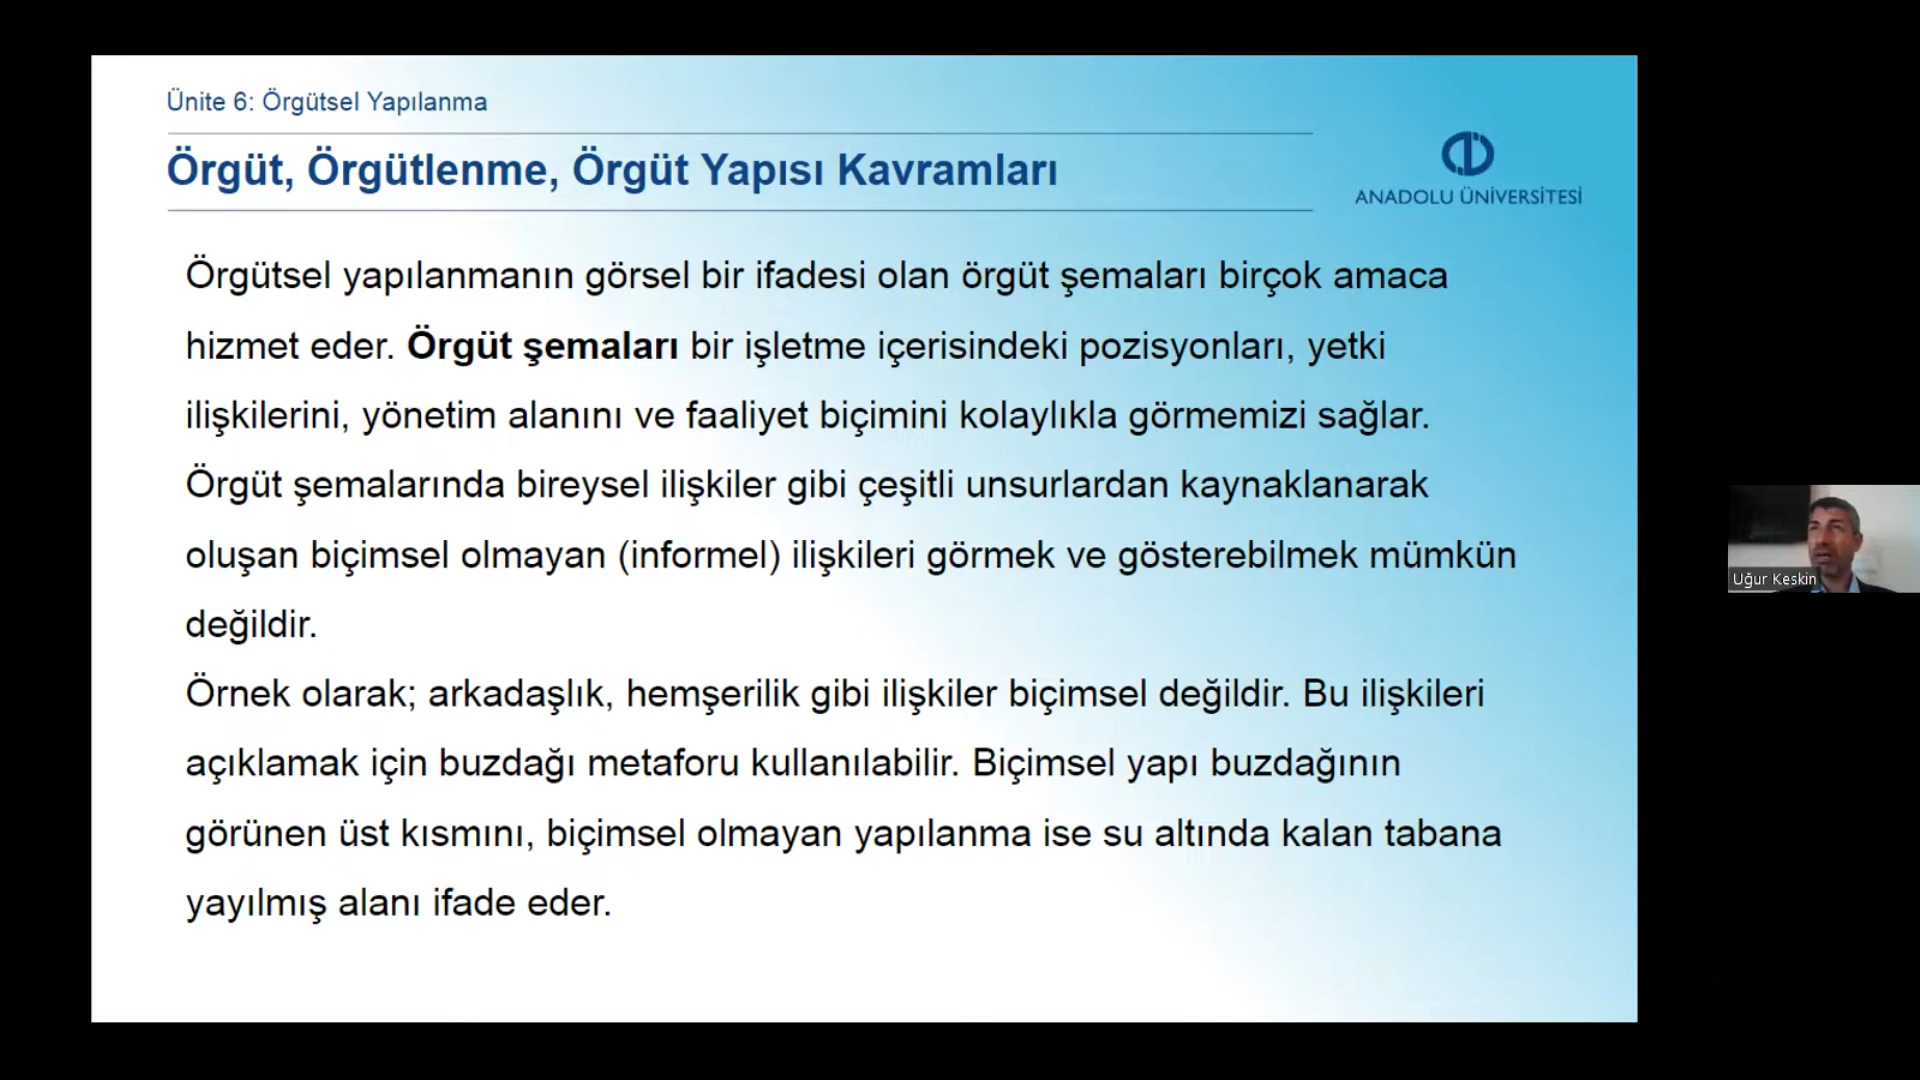 Ünite 6: Örgütsel Yapılanma
Örgüt, Örgütlenme, Örgüt Yapısı Kavramları
ANADOLU ÜNİVERSİTESİ
Örgütsel yapılanmanın görsel bir ifadesi olan örgüt şemaları birçok amaca
hizmet eder. Örgüt şemaları bir işletme içerisindeki pozisyonları, yetki
ilişkilerini, yönetim alanını ve faaliyet biçimini kolaylıkla görmemizi sağlar.
Örgüt şemalarında bireysel ilişkiler gibi çeşitli unsurlardan kaynaklanarak
oluşan biçimsel olmayan (informel) ilişkileri görmek ve gösterebilmek mümkün
değildir.
Örnek olarak; arkadaşlık, hemşerilik gibi ilişkiler biçimsel değildir. Bu ilişkileri
açıklamak için buzdağı metaforu kullanılabilir. Biçimsel yapı buzdağının
görünen üst kısmını, biçimsel olmayan yapılanma ise su altında kalan tabana
yayılmış alanı ifade eder.
Uğur Keskin